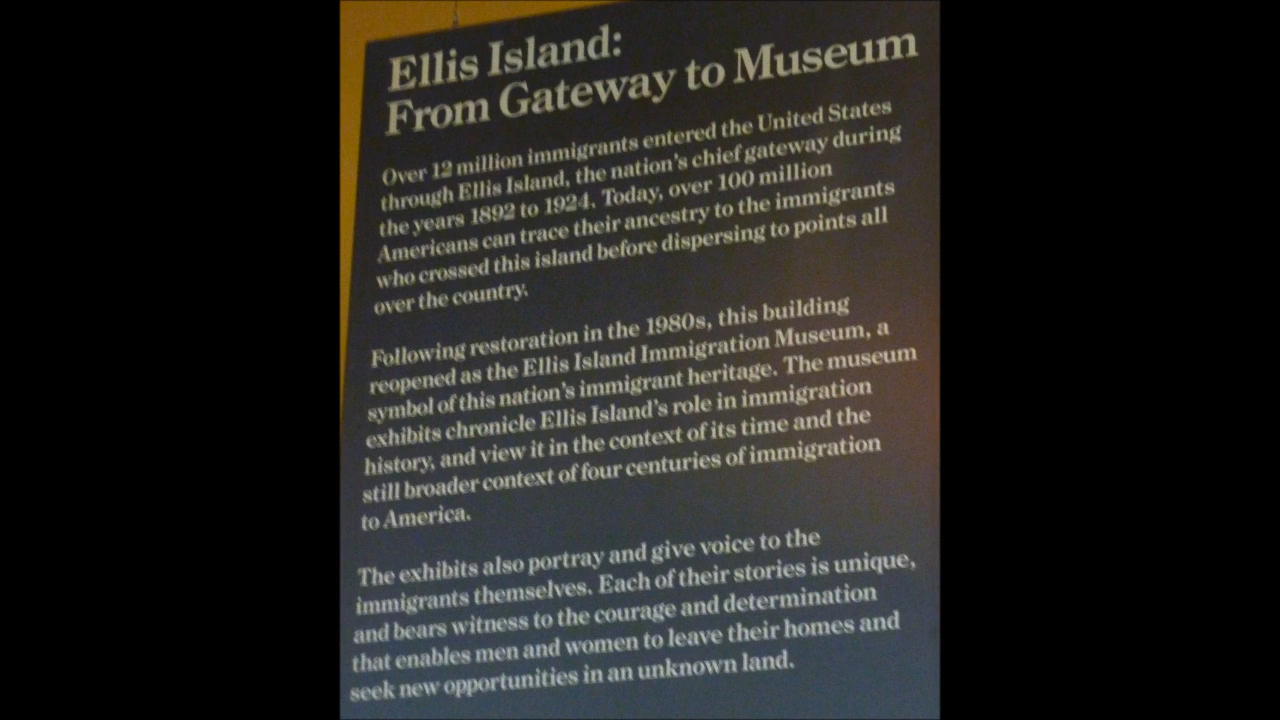 Ellis Island:
From Gateway to Museum
Over 12 million immigrants entered the United States
through Ellis Island, the nation's chief gateway during
the years 1892 to 1924. Today, over 100 million
Americans can trace their ancestry to the immigrants
who crossed this island before dispersing to points all
over the country.
Following restoration in the 1980s, this building
reopened as the Ellis Island Immigration Museum, a
symbol of this nation's immigrant heritage. The museum
exhibits chronicle Ellis Island's role in immigration
history, and view it in the context of its time and the
still broader context of four centuries of immigration
to America.
The exhibits also portray and give voice to the
immigrants themselves. Each of their stories is unique,
and bears witness to the courage and determination
that enables men and women to leave their homes and
seek new opportunities in an unknown land.